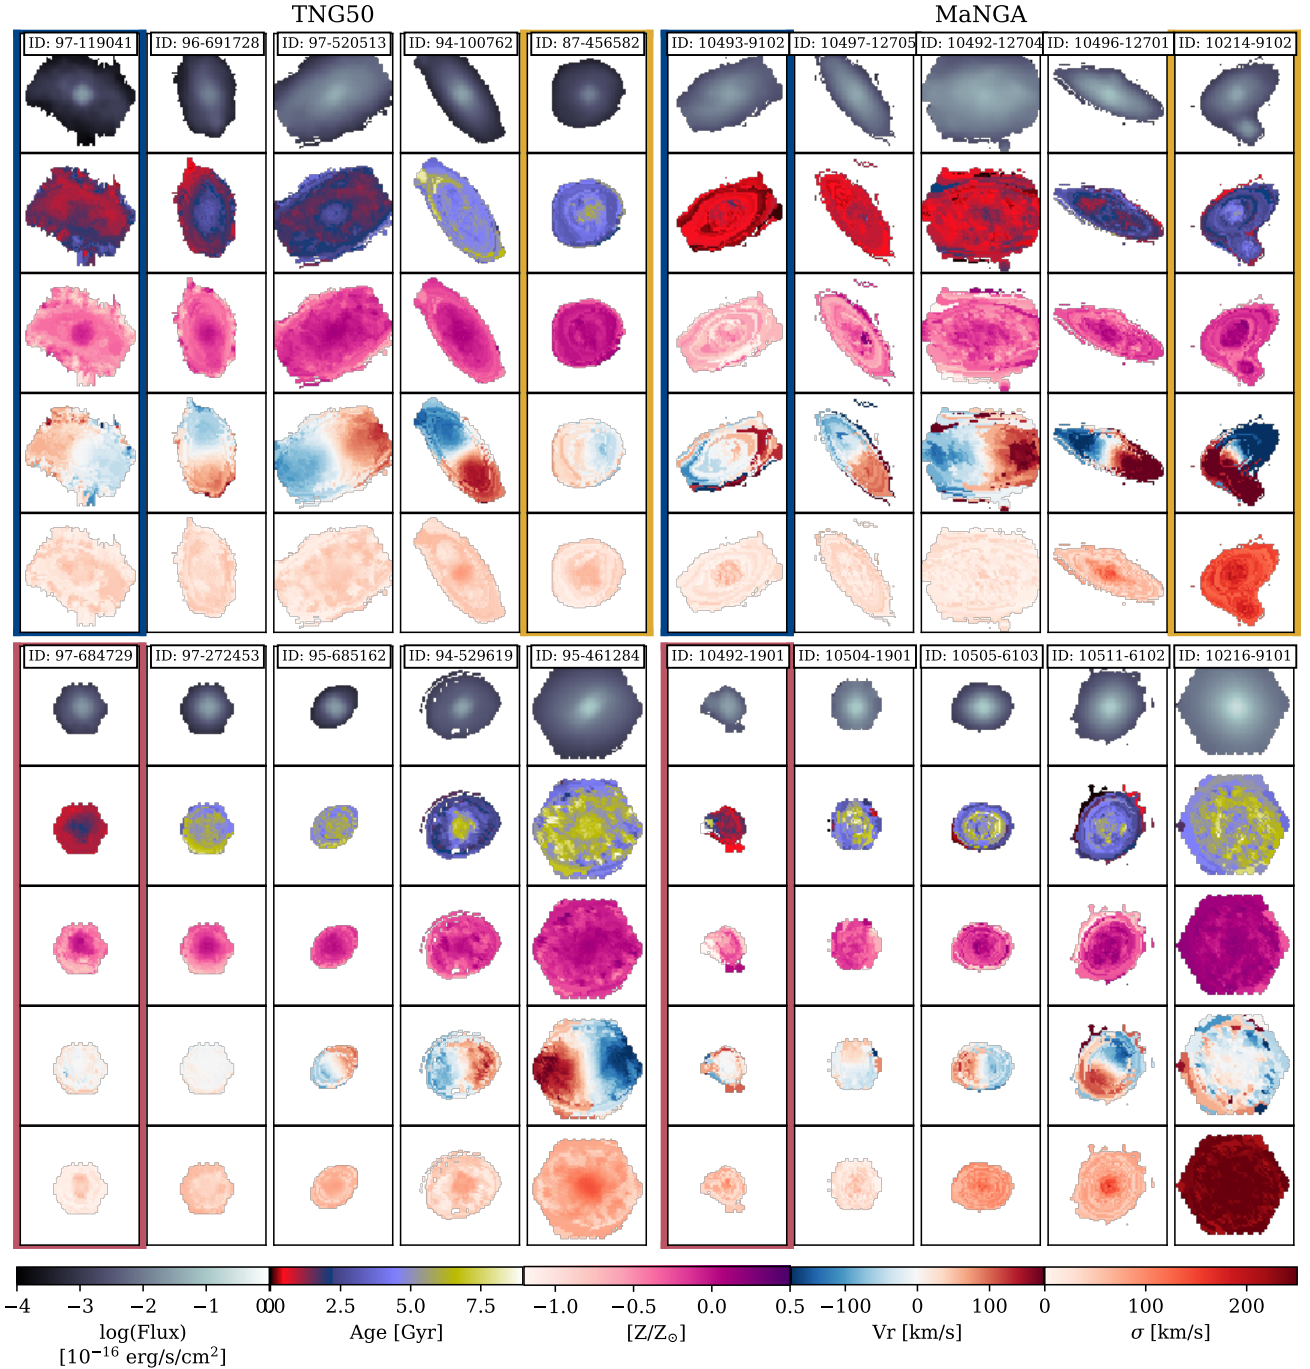 TNG50 MaNGA
ID: 97-119041 ID: 96-691728 ID: 97-520513 ID: 94-100762 ID: 87-456582 ID: 10493-9102 ID: 10497-12705 ID: 10492-12704 ID: 10496-12701 ID: 10214-9102
ID: 97-684729 ID: 97-272453 ID: 95-685162 ID: 94-529619 ID: 95-461284 ID: 10492-1901 ID: 10504-1901 ID: 10505-6103 ID: 10511-6102 ID: 10216-9101
−4 −3 −2 −1 0 0 2.5 5.0 7.5 −1.0 −0.5 0.0 0.5 −100 0 100 0 100 200
log(Flux) Age [Gyr] [Z/Z⊙] Vr [km/s] σ [km/s]
[10⁻¹⁶ erg/s/cm²]